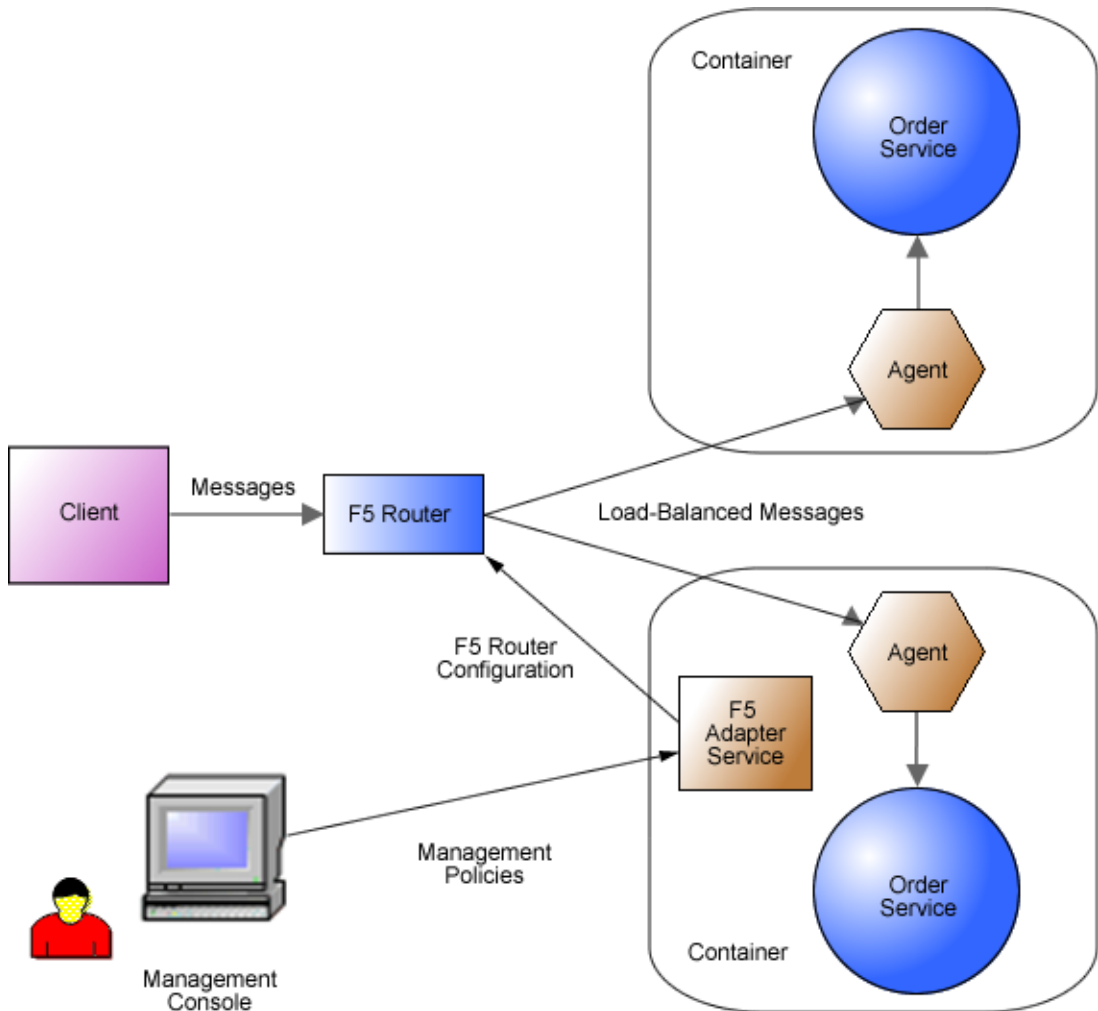 Container
Order
Service
Agent
Messages
Client
F5 Router
Load-Balanced Messages
F5 Router
Configuration
Agent
F5
Adapter
Service
Management
Policies
Order
Service
Container
Management
Console